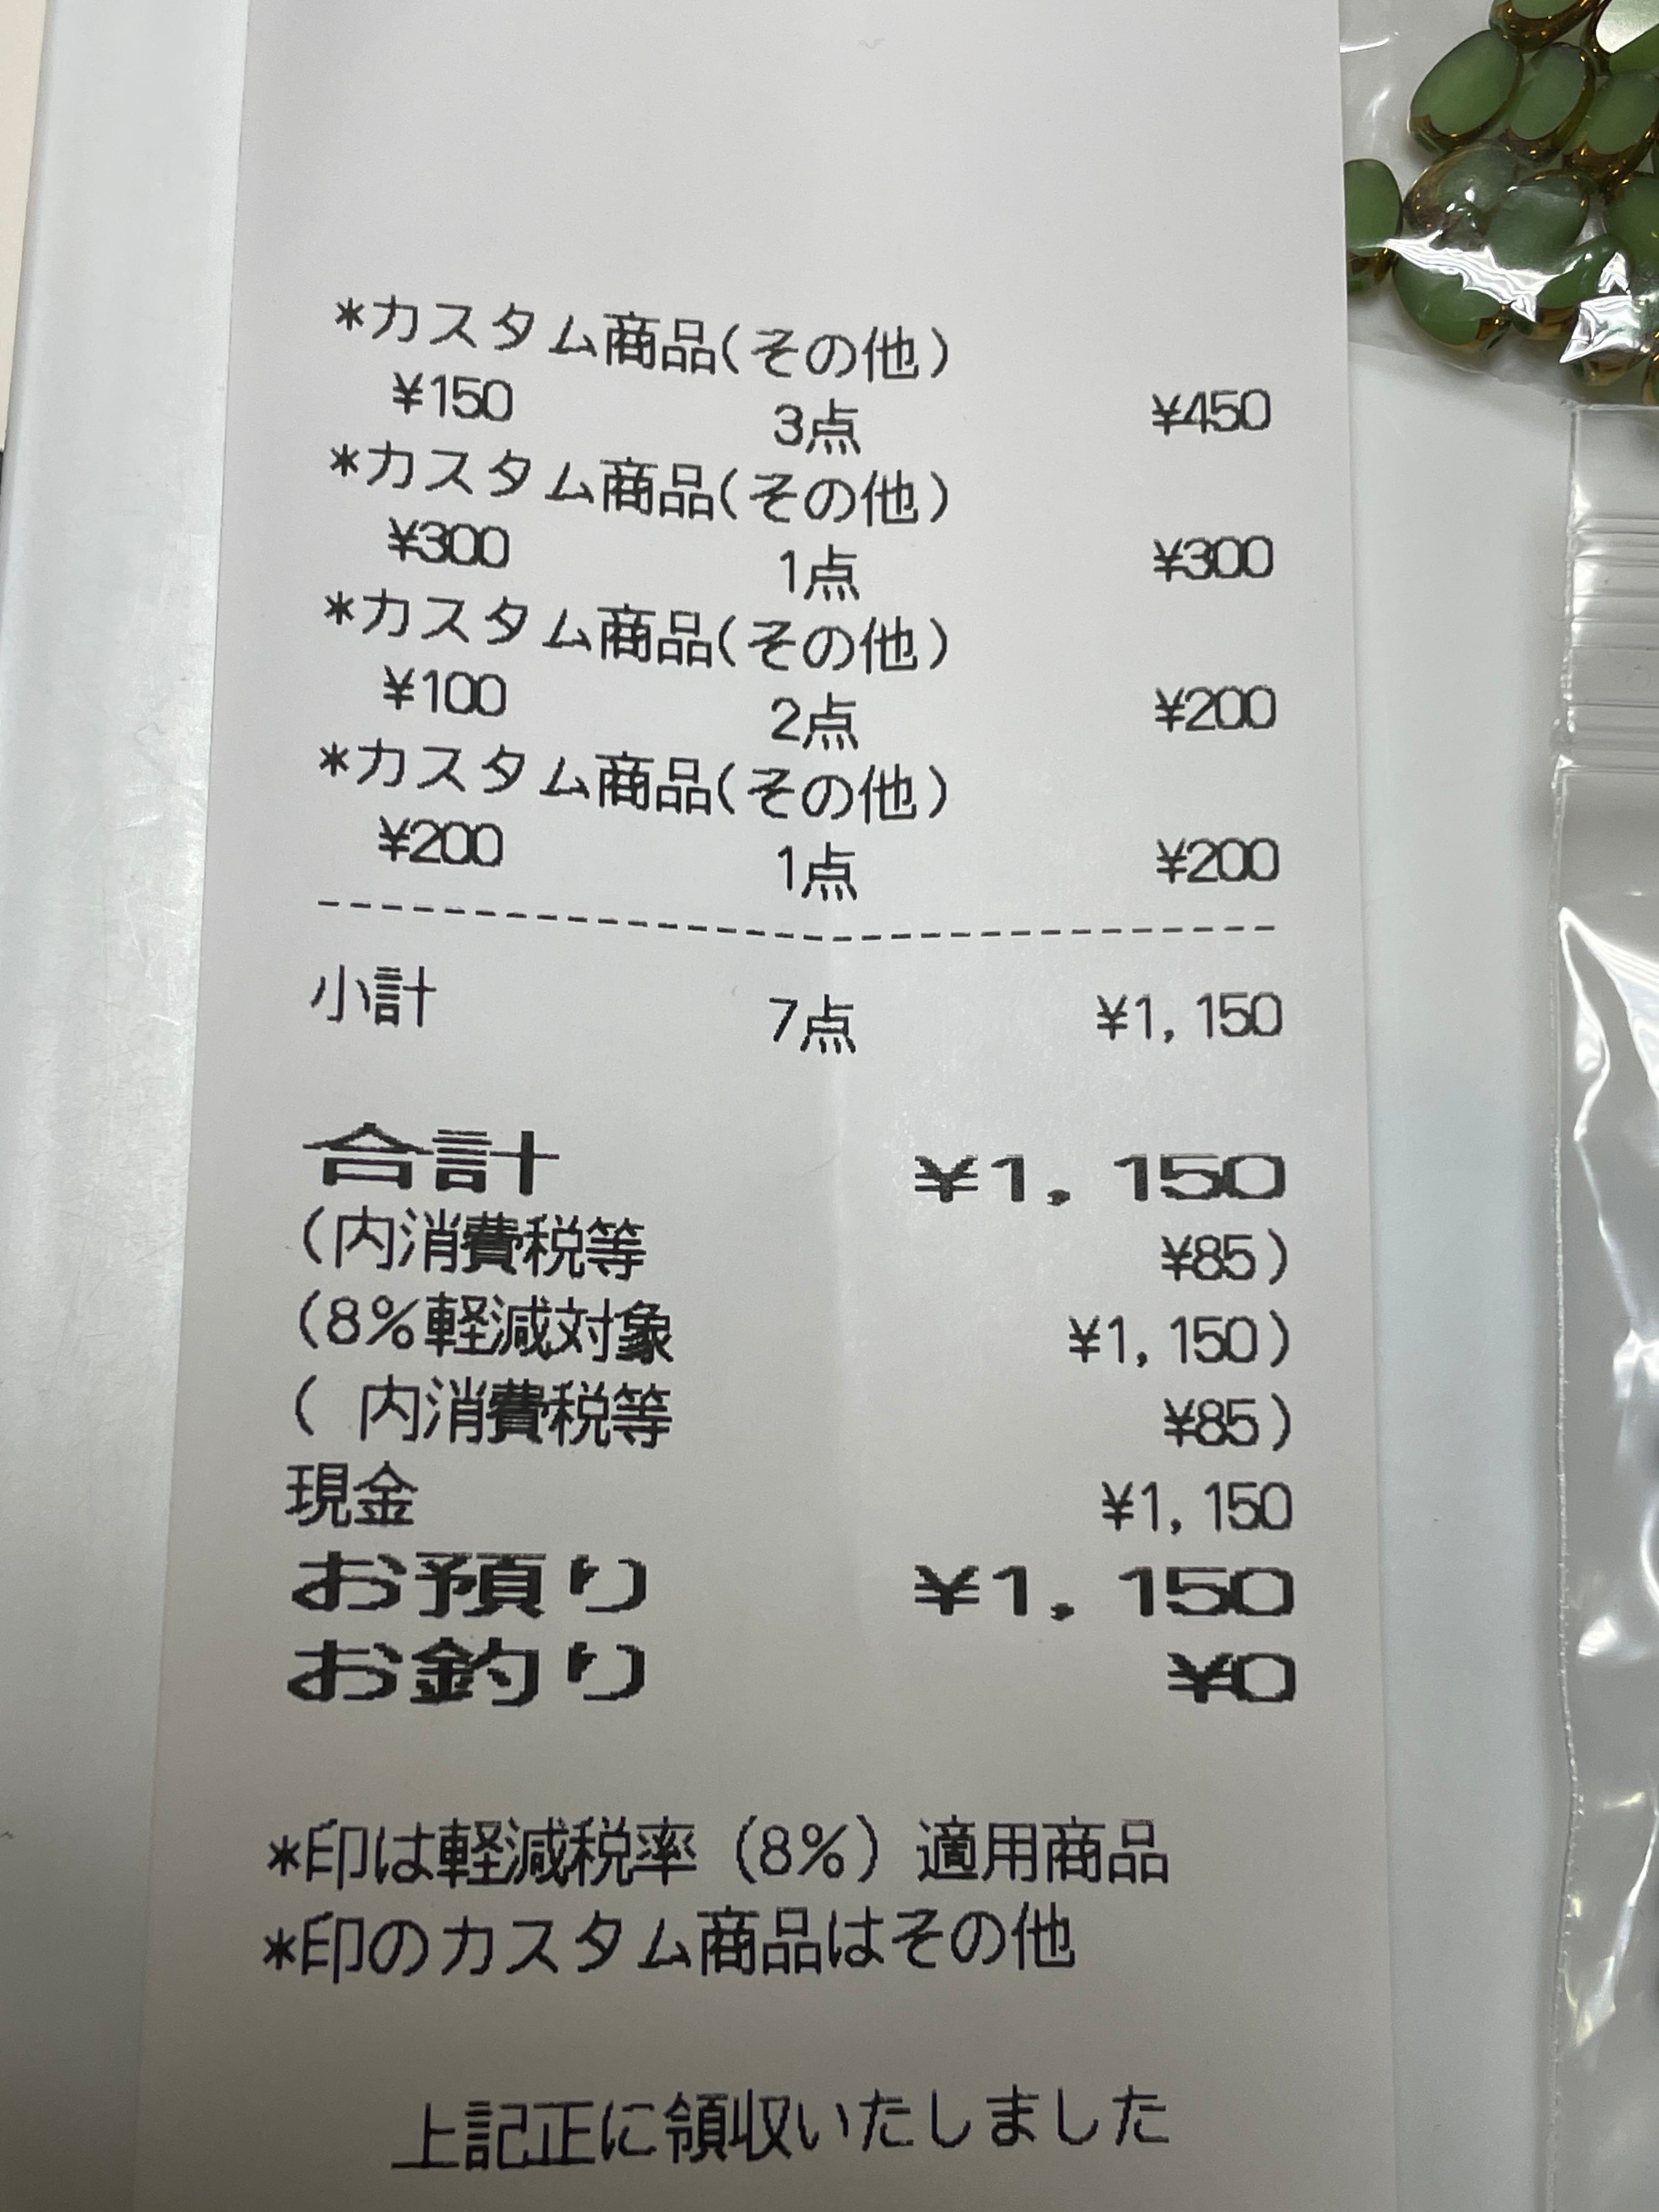 *カスタム商品(その他)
¥150 3点 ¥450
*カスタム商品(その他)
¥300 1点 ¥300
*カスタム商品(その他)
¥100 2点 ¥200
*カスタム商品(その他)
¥200 1点 ¥200
小計 7点 ¥1,150
合計 ¥1,150
(内消費税等 ¥85)
(8%軽減対象 ¥1,150)
( 内消費税等 ¥85)
現金 ¥1,150
お預り ¥1,150
お釣り ¥0
*印は軽減税率(8%)適用商品
*印のカスタム商品はその他
上記正に領収いたしました